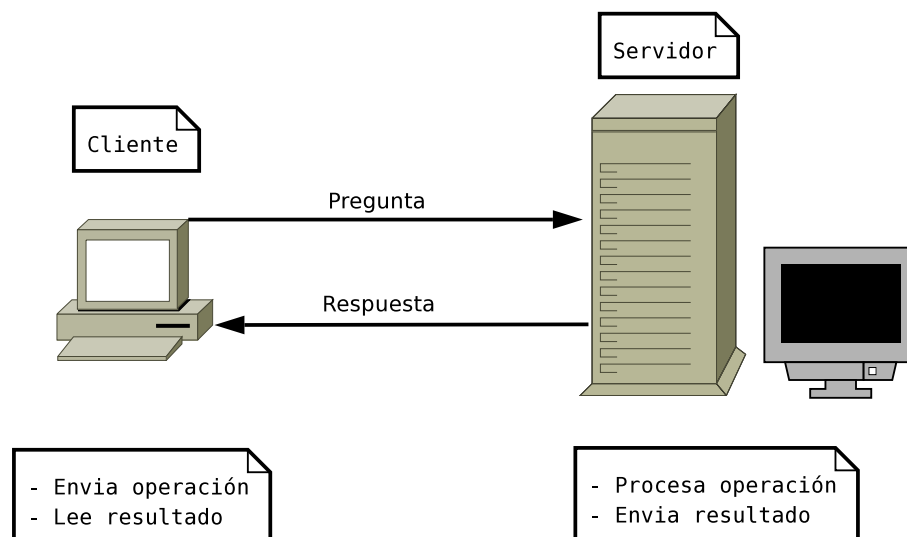 Servidor
Cliente
Pregunta
Respuesta
- Envia operación
- Lee resultado
- Procesa operación
- Envia resultado